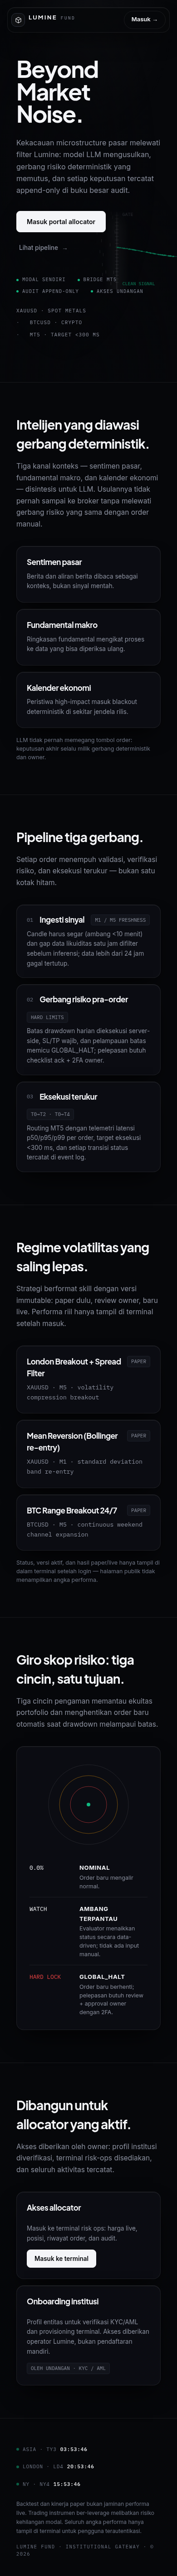 LUMINE FUND
Masuk →
Beyond
Market
Noise.
Kekacauan microstructure pasar melewati
filter Lumine: model LLM mengusulkan,
gerbang risiko deterministik yang
memutus, dan setiap keputusan tercatat
append-only di buku besar audit.
Masuk portal allocator
Lihat pipeline →
MODAL SENDIRI
BRIDGE MT5
CLEAN SIGNAL
AUDIT APPEND-ONLY
AKSES UNDANGAN
XAUUSD · SPOT METALS
· BTCUSD · CRYPTO
· MT5 · TARGET <300 MS
Intelijen yang diawasi
gerbang deterministik.
Tiga kanal konteks — sentimen pasar,
fundamental makro, dan kalender ekonomi
— disintesis untuk LLM. Usulannya tidak
pernah sampai ke broker tanpa melewati
gerbang risiko yang sama dengan order
manual.
Sentimen pasar
Berita dan aliran berita dibaca sebagai
konteks, bukan sinyal mentah.
Fundamental makro
Ringkasan fundamental mengikat proses
ke data yang bisa diperiksa ulang.
Kalender ekonomi
Peristiwa high-impact masuk blackout
deterministik di sekitar jendela rilis.
LLM tidak pernah memegang tombol order:
keputusan akhir selalu milik gerbang deterministik
dan owner.
Pipeline tiga gerbang.
Setiap order menempuh validasi, verifikasi
risiko, dan eksekusi terukur — bukan satu
kotak hitam.
01 Ingesti sinyal M1 / M5 FRESHNESS
Candle harus segar (ambang <10 menit)
dan gap data likuiditas satu jam difilter
sebelum inferensi; data lebih dari 24 jam
gagal tertutup.
02 Gerbang risiko pra-order
HARD LIMITS
Batas drawdown harian dieksekusi server-
side, SL/TP wajib, dan pelampauan batas
memicu GLOBAL_HALT; pelepasan butuh
checklist ack + 2FA owner.
03 Eksekusi terukur
T0→T2 · T0→T4
Routing MT5 dengan telemetri latensi
p50/p95/p99 per order, target eksekusi
<300 ms, dan setiap transisi status
tercatat di event log.
Regime volatilitas yang
saling lepas.
Strategi berformat skill dengan versi
immutable: paper dulu, review owner, baru
live. Performa riil hanya tampil di terminal
setelah masuk.
London Breakout + Spread
Filter
PAPER
XAUUSD · M5 · volatility
compression breakout
Mean Reversion (Bollinger
re-entry)
PAPER
XAUUSD · M1 · standard deviation
band re-entry
BTC Range Breakout 24/7
PAPER
BTCUSD · M5 · continuous weekend
channel expansion
Status, versi aktif, dan hasil paper/live hanya tampil di
dalam terminal setelah login — halaman publik tidak
menampilkan angka performa.
Giro skop risiko: tiga
cincin, satu tujuan.
Tiga cincin pengaman memantau ekuitas
portfolio dan menghentikan order baru
otomatis saat drawdown melampaui batas.
0.0%
NOMINAL
Order baru mengalir
normal.
WATCH
AMBANG
TERPANTAU
Evaluator menaikkan
status secara data-
driven; tidak ada input
manual.
HARD LOCK
GLOBAL_HALT
Order baru berhenti;
pelepasan butuh review
+ approval owner
dengan 2FA.
Dibangun untuk
allocator yang aktif.
Akses diberikan oleh owner: profil institusi
diverifikasi, terminal risk-ops disediakan,
dan seluruh aktivitas tercatat.
Akses allocator
Masuk ke terminal risk ops: harga live,
posisi, riwayat order, dan audit.
Masuk ke terminal
Onboarding institusi
Profil entitas untuk verifikasi KYC/AML
dan provisioning terminal. Akses diberikan
operator Lumine, bukan pendaftaran
mandiri.
OLEH UNDANGAN · KYC / AML
ASIA · TY3 03:53:46
LONDON · LD4 20:53:46
NY · NY4 15:53:46
Backtest dan kinerja paper bukan jaminan performa
live. Trading instrumen ber-leverage melibatkan risiko
kehilangan modal. Seluruh angka performa hanya
tampil di terminal untuk pengguna terautentikasi.
LUMINE FUND · INSTITUTIONAL GATEWAY · ©
2026